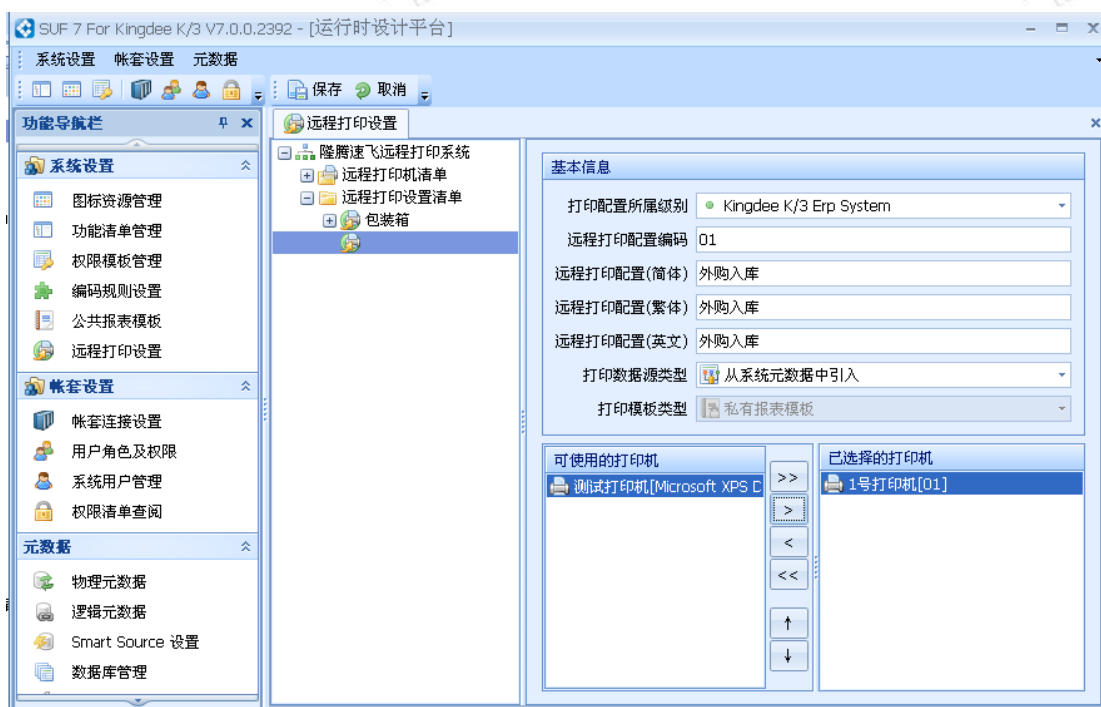 SUF 7 For Kingdee K/3 V7.0.0.2392 - [运行时设计平台]
系统设置 帐套设置 元数据
保存 取消
功能导航栏
系统设置
图标资源管理
功能清单管理
权限模板管理
编码规则设置
公共报表模板
远程打印设置
帐套设置
帐套连接设置
用户角色及权限
系统用户管理
权限清单查阅
元数据
物理元数据
逻辑元数据
Smart Source 设置
数据库管理
远程打印设置
隆腾速飞远程打印系统
远程打印机清单
远程打印设置清单
包装箱
基本信息
打印配置所属级别 Kingdee K/3 Erp System
远程打印配置编码 01
远程打印配置(简体) 外购入库
远程打印配置(繁体) 外购入库
远程打印配置(英文) 外购入库
打印数据源类型 从系统元数据中引入
打印模板类型 私有报表模板
可使用的打印机
测试打印机[Microsoft XPS D
>>
>
<
<<
↑
↓
已选择的打印机
1号打印机[01]